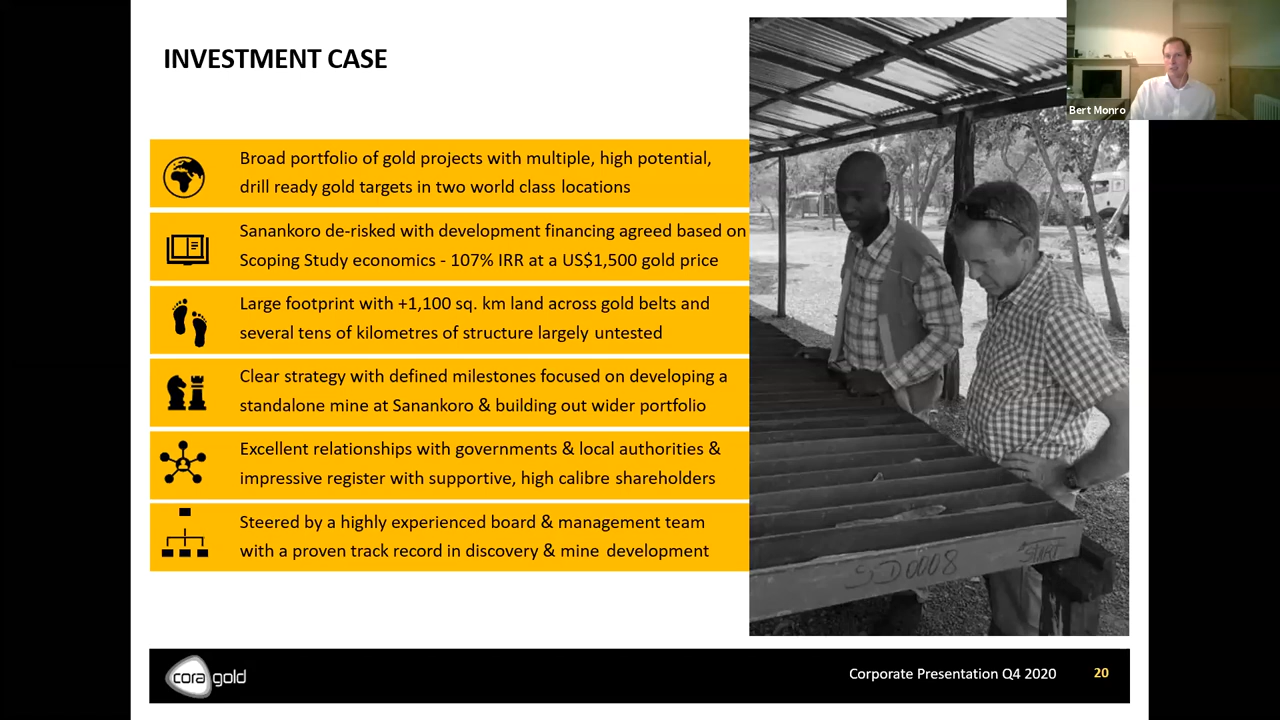 INVESTMENT CASE
Bert Monro
Broad portfolio of gold projects with multiple, high potential,
drill ready gold targets in two world class locations
Sanankoro de-risked with development financing agreed based on
Scoping Study economics - 107% IRR at a US$1,500 gold price
Large footprint with +1,100 sq. km land across gold belts and
several tens of kilometres of structure largely untested
Clear strategy with defined milestones focused on developing a
standalone mine at Sanankoro & building out wider portfolio
Excellent relationships with governments & local authorities &
impressive register with supportive, high calibre shareholders
Steered by a highly experienced board & management team
with a proven track record in discovery & mine development
SD0008
START
cora gold
Corporate Presentation Q4 2020
20